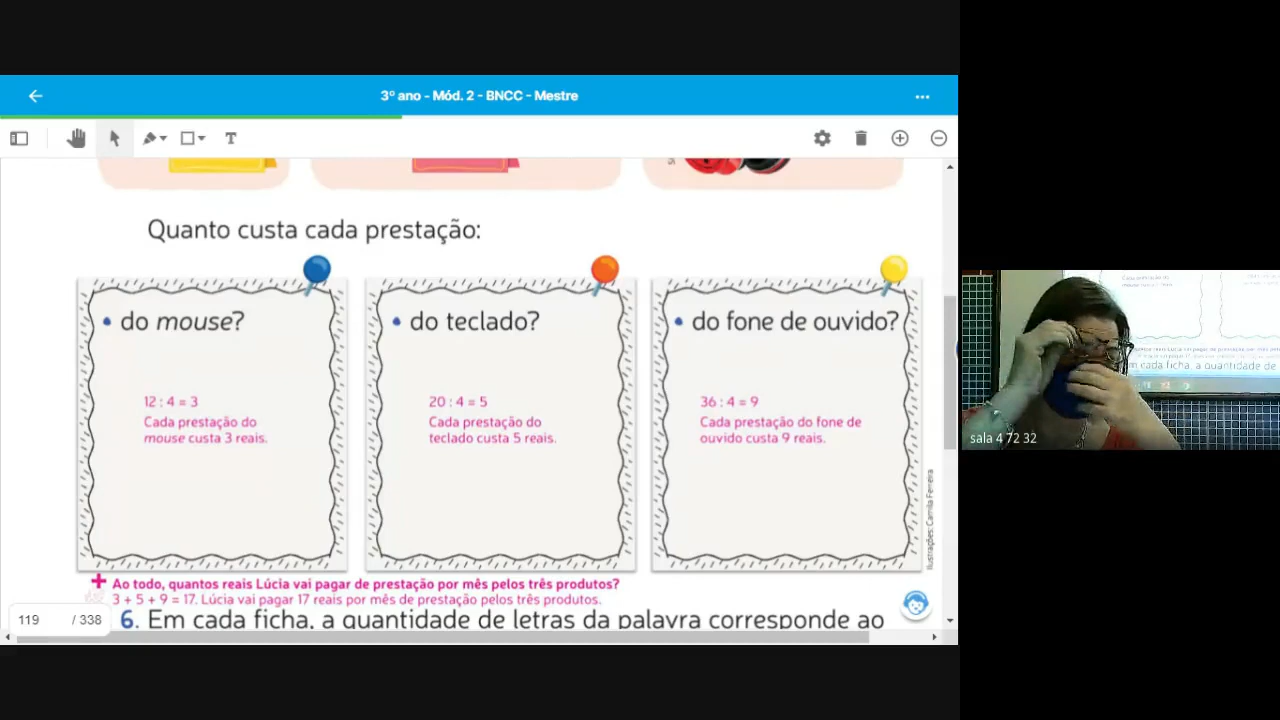 3º ano - Mód. 2 - BNCC - Mestre
T
Quanto custa cada prestação:
• do mouse?
12 : 4 = 3
Cada prestação do
mouse custa 3 reais.
• do teclado?
20 : 4 = 5
Cada prestação do
teclado custa 5 reais.
• do fone de ouvido?
36 : 4 = 9
Cada prestação do fone de
ouvido custa 9 reais.
Ilustrações: Camila Ferreira
+ Ao todo, quantos reais Lúcia vai pagar de prestação por mês pelos três produtos?
3 + 5 + 9 = 17. Lúcia vai pagar 17 reais por mês de prestação pelos três produtos.
119 / 338
6. Em cada ficha, a quantidade de letras da palavra corresponde ao
em cada ficha, a quantidade de
sala 4 72 32